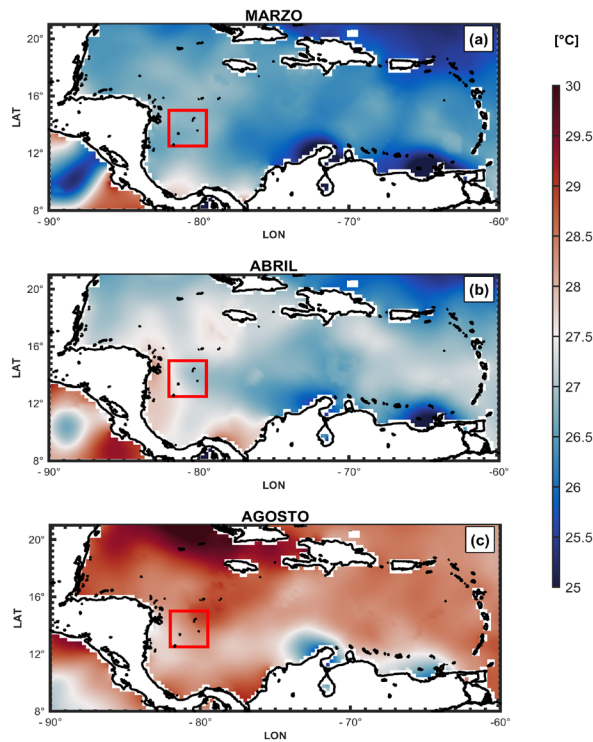 MARZO
(a)
[°C]
20°
16°
12°
8°
LAT
- 90°
- 80°
- 70°
-60°
LON
ABRIL
(b)
20°
16°
12°
8°
LAT
- 90°
- 80°
- 70°
-60°
LON
AGOSTO
(c)
20°
16°
12°
8°
LAT
- 90°
- 80°
- 70°
-60°
LON
30
29.5
29
28.5
28
27.5
27
26.5
26
25.5
25